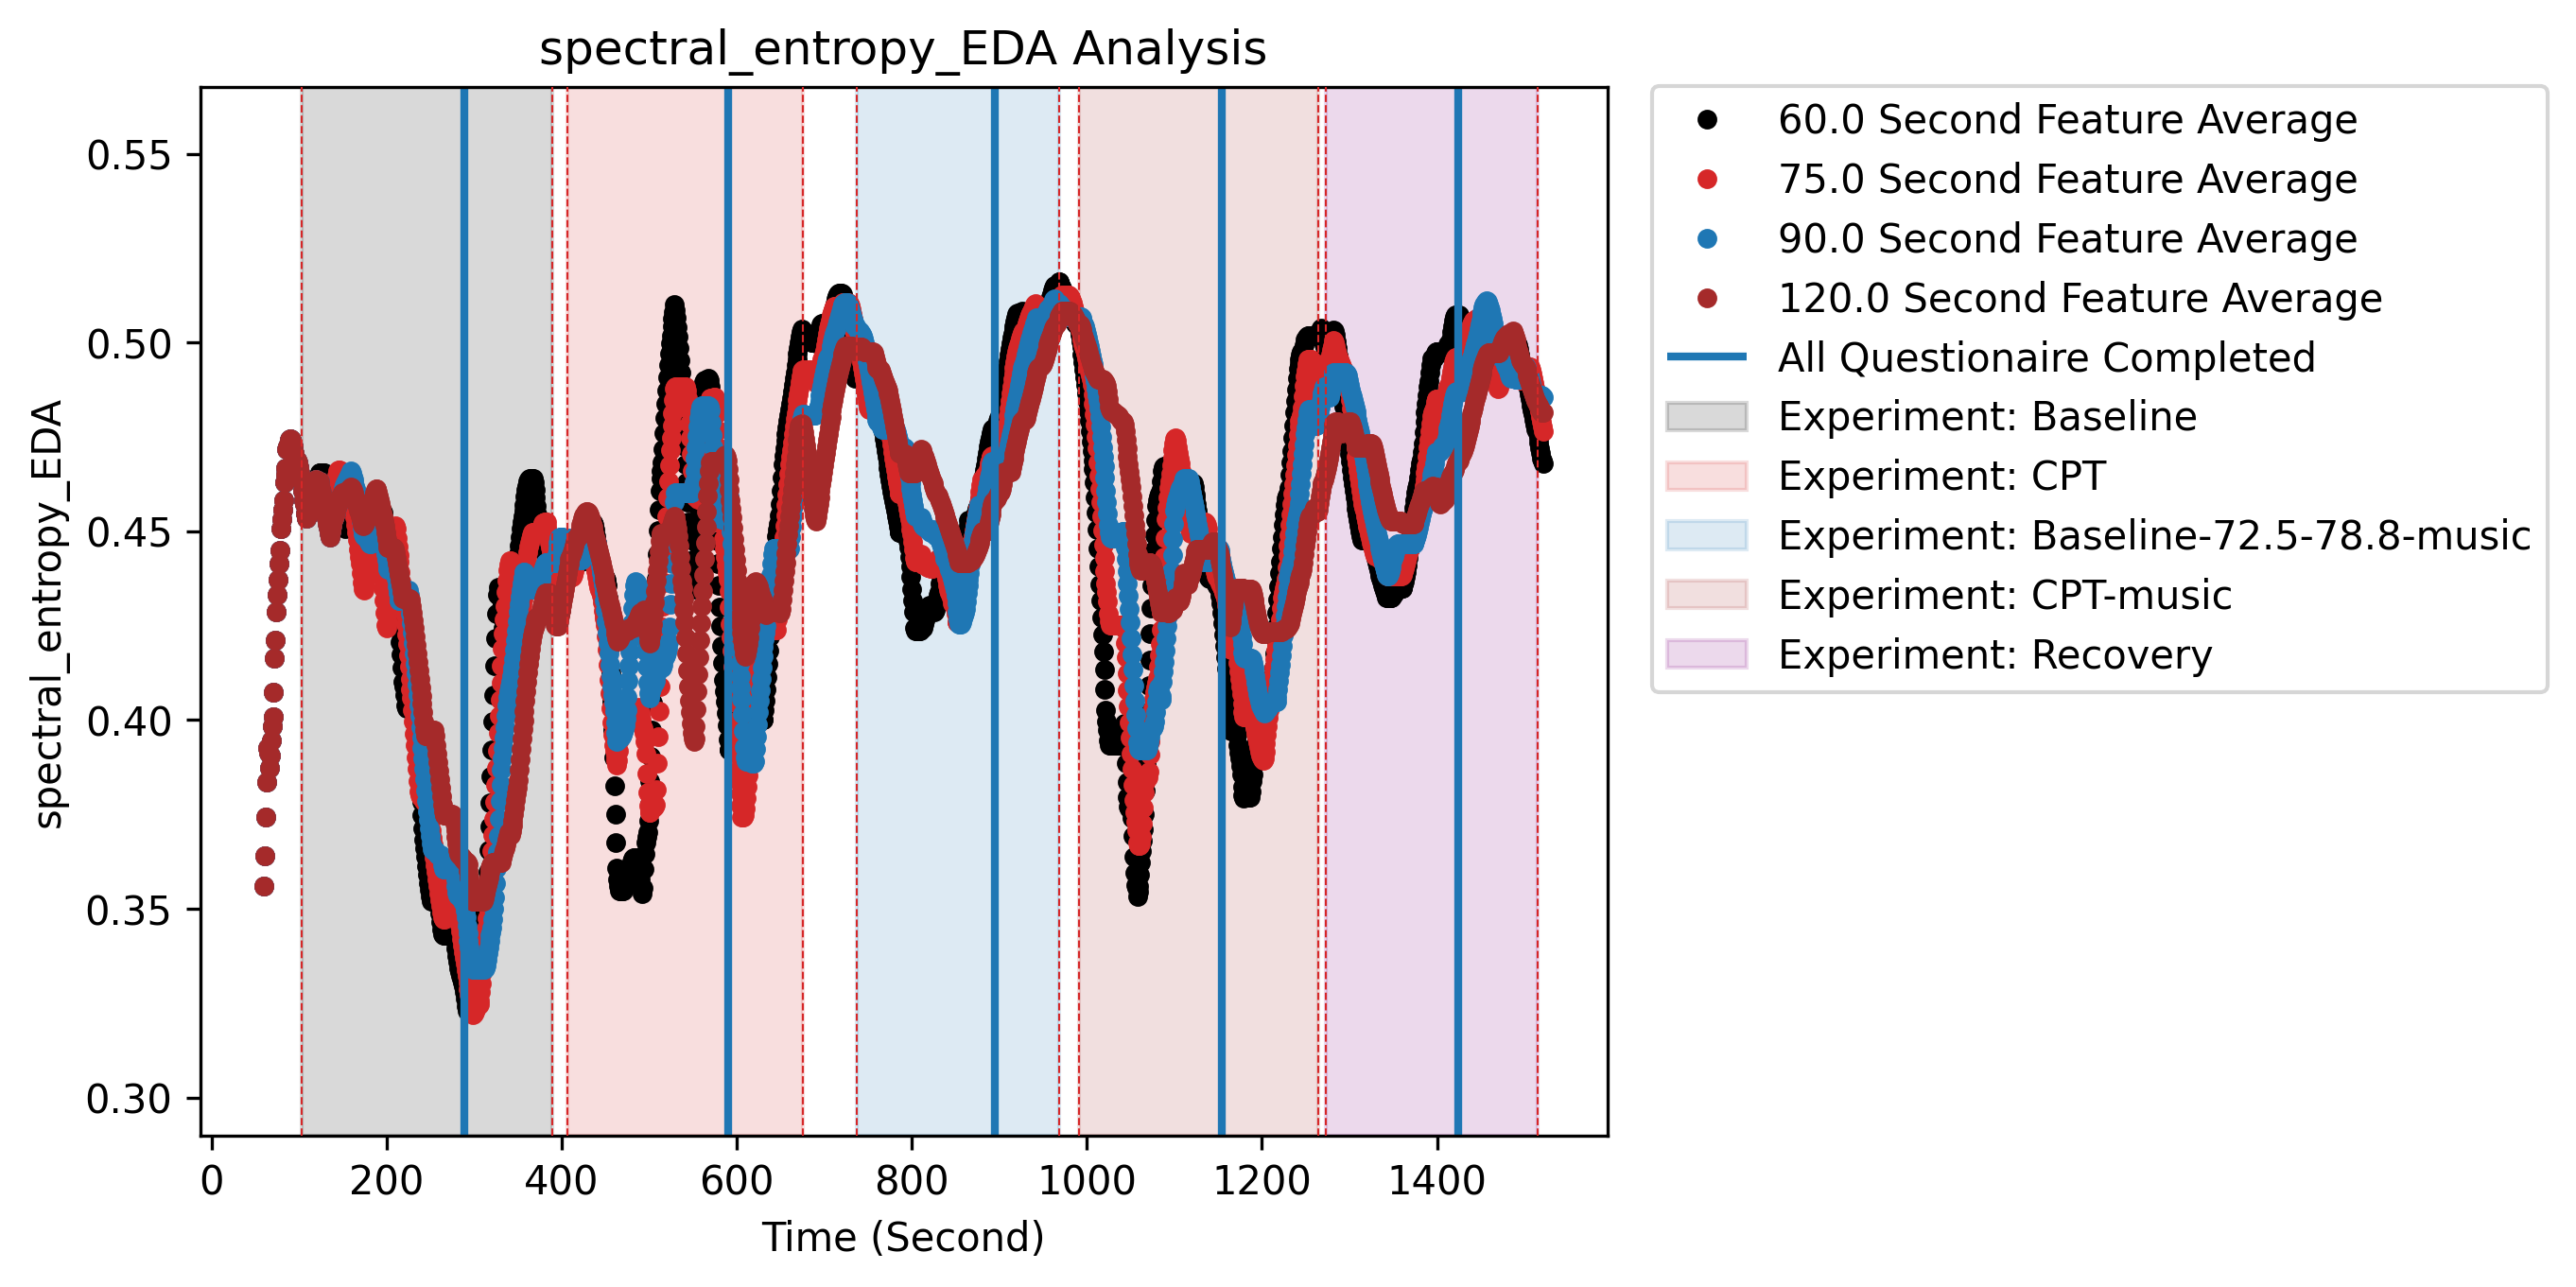 spectral_entropy_EDA Analysis
spectral_entropy_EDA
0.55
0.50
0.45
0.40
0.35
0.30
0 200 400 600 800 1000 1200 1400
Time (Second)
60.0 Second Feature Average
75.0 Second Feature Average
90.0 Second Feature Average
120.0 Second Feature Average
All Questionaire Completed
Experiment: Baseline
Experiment: CPT
Experiment: Baseline-72.5-78.8-music
Experiment: CPT-music
Experiment: Recovery